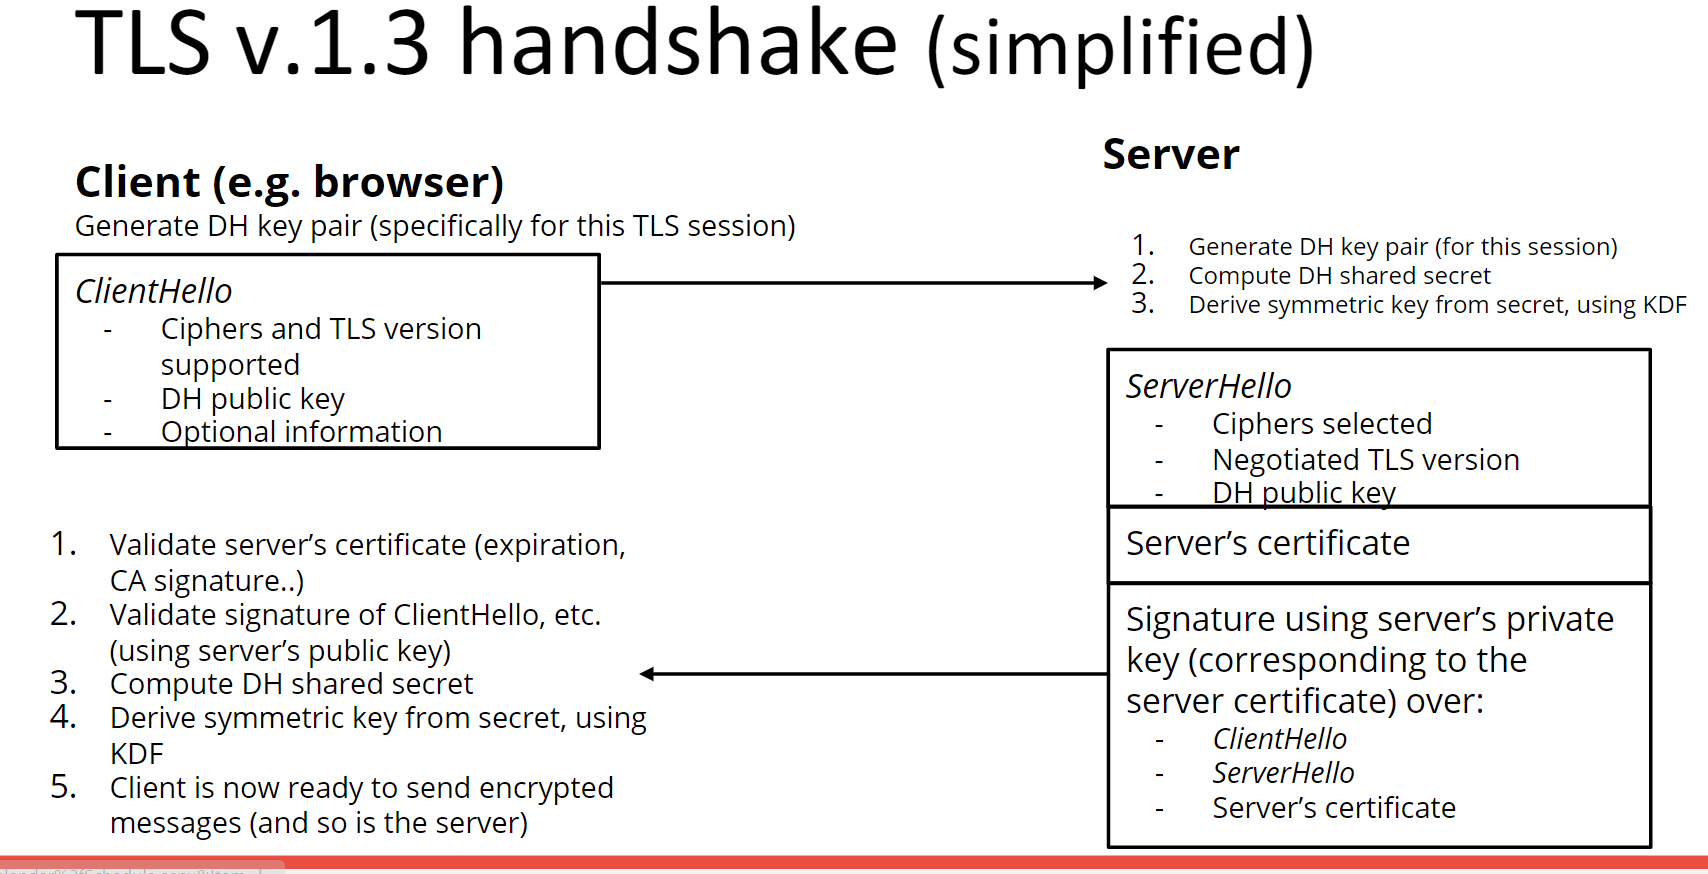 TLS v.1.3 handshake (simplified)
Client (e.g. browser)
Generate DH key pair (specifically for this TLS session)
ClientHello
- Ciphers and TLS version
supported
- DH public key
- Optional information
1. Validate server’s certificate (expiration,
CA signature..)
2. Validate signature of ClientHello, etc.
(using server’s public key)
3. Compute DH shared secret
4. Derive symmetric key from secret, using
KDF
5. Client is now ready to send encrypted
messages (and so is the server)
Server
1. Generate DH key pair (for this session)
2. Compute DH shared secret
3. Derive symmetric key from secret, using KDF
ServerHello
- Ciphers selected
- Negotiated TLS version
- DH public key
Server’s certificate
Signature using server’s private
key (corresponding to the
server certificate) over:
- ClientHello
- ServerHello
- Server’s certificate